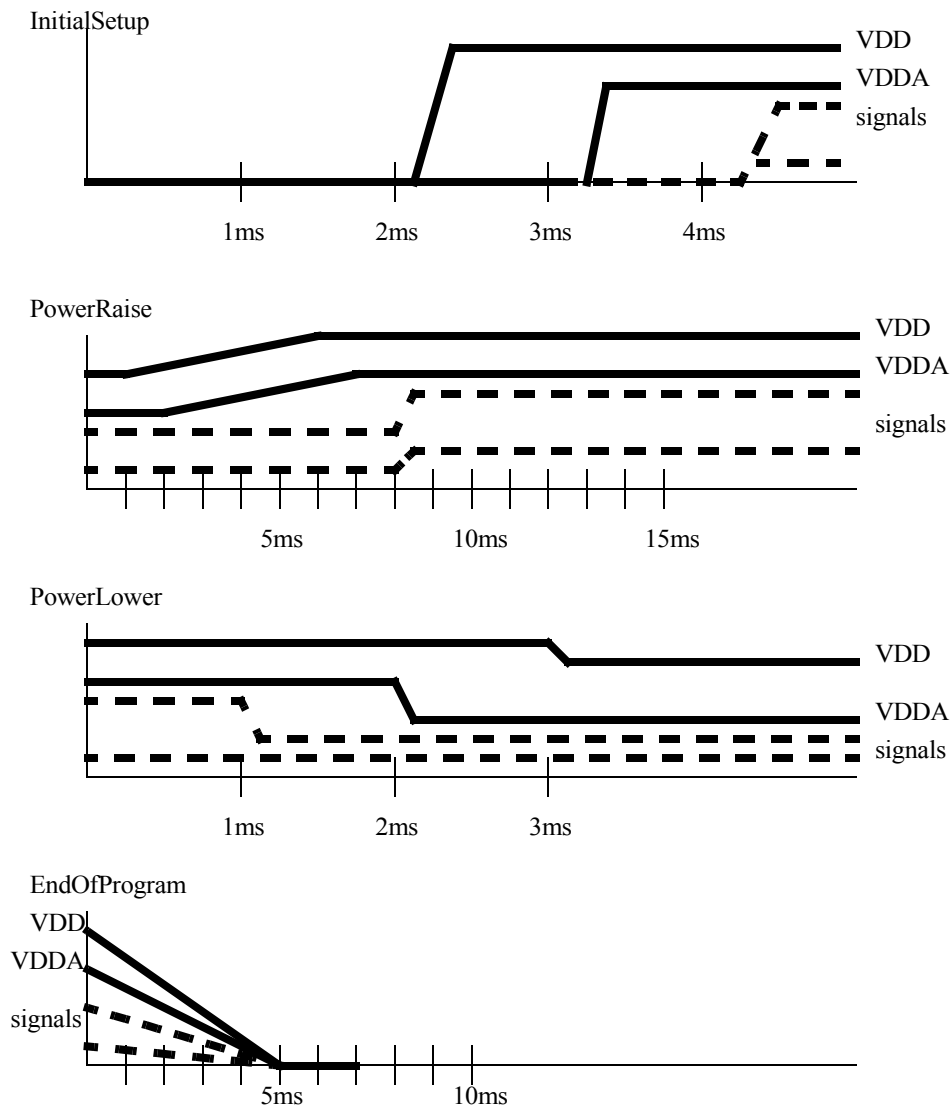 InitialSetup
VDD
VDDA
signals
1ms 2ms 3ms 4ms
PowerRaise
VDD
VDDA
signals
5ms 10ms 15ms
PowerLower
VDD
VDDA
signals
1ms 2ms 3ms
EndOfProgram
VDD
VDDA
signals
5ms 10ms